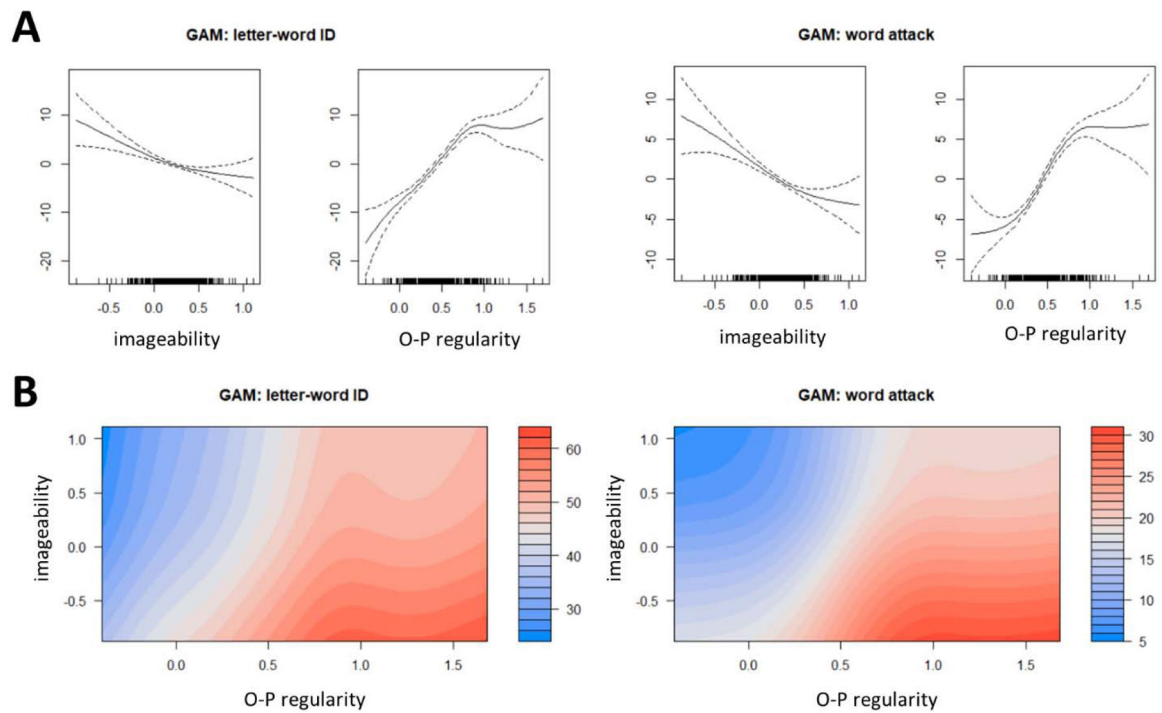 A
GAM: letter-word ID
GAM: word attack
10
0
-10
-20
-0.5 0.0 0.5 1.0
imageability
10
0
-10
-20
0.0 0.5 1.0 1.5
O-P regularity
10
5
0
-5
-10
-0.5 0.0 0.5 1.0
imageability
10
5
0
-5
-10
0.0 0.5 1.0 1.5
O-P regularity
B
GAM: letter-word ID
GAM: word attack
imageability
1.0
0.5
0.0
-0.5
0.0 0.5 1.0 1.5
O-P regularity
60
50
40
30
imageability
1.0
0.5
0.0
-0.5
0.0 0.5 1.0 1.5
O-P regularity
30
25
20
15
10
5